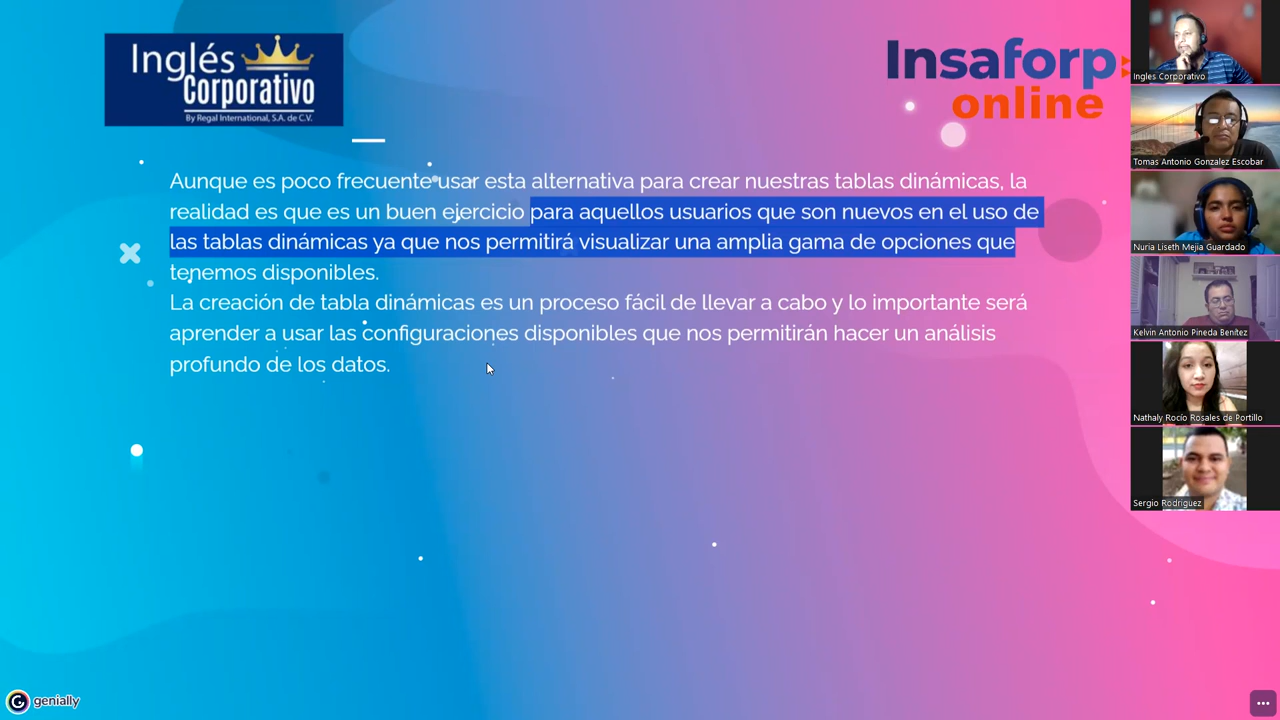 Inglés
Corporativo
By Regal International, S.A. de C.V.
Insaforp
online
Aunque es poco frecuente usar esta alternativa para crear nuestras tablas dinámicas, la
realidad es que es un buen ejercicio para aquellos usuarios que son nuevos en el uso de
las tablas dinámicas ya que nos permitirá visualizar una amplia gama de opciones que
tenemos disponibles.
La creación de tabla dinámicas es un proceso fácil de llevar a cabo y lo importante será
aprender a usar las configuraciones disponibles que nos permitirán hacer un análisis
profundo de los datos.
Ingles Corporativo
Tomas Antonio Gonzalez Escobar
Nuria Liseth Mejia Guardado
Kelvin Antonio Pineda Benítez
Nathaly Rocío Rosales de Portillo
Sergio Rodriguez
genially